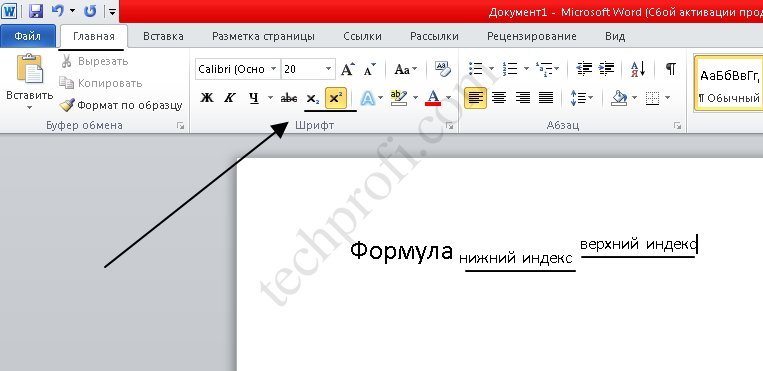 Документ1 - Microsoft Word (Сбой активации прод
Файл Главная Вставка Разметка страницы Ссылки Рассылки Рецензирование Вид
Вставить
Вырезать
Копировать
Формат по образцу
Буфер обмена
Calibri (Осно 20 A A Aa
Ж К Ч abc x₂ x² A ab A
Шрифт
Абзац
АаБбВвГг,
¶ Обычный
Формула нижний индекс верхний индекс
techprofi.com